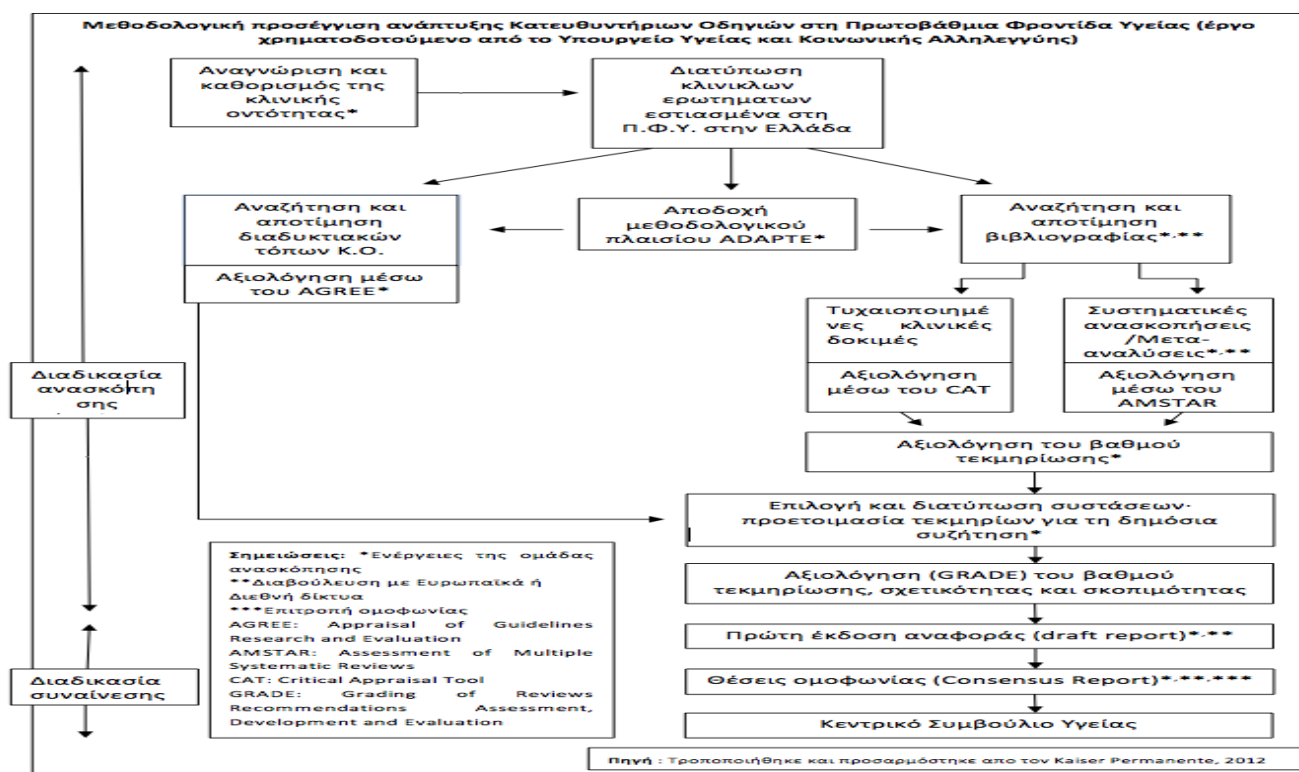 Μεθοδολογική προσέγγιση ανάπτυξης Κατευθυντήριων Οδηγιών στη Πρωτοβάθμια Φροντίδα Υγείας (έργο
χρηματοδοτούμενο από το Υπουργείο Υγείας και Κοινωνικής Αλληλεγγύης)
Αναγνώριση και
καθορισμός της
κλινικής
οντότητας*
Διατύπωση
κλινικλων
ερωτηματων
εστιασμένα στη
Π.Φ.Υ. στην Ελλάδα
Αναζήτηση και
αποτίμηση
διαδυκτιακών
τόπων Κ.Ο.
Αξιολόγηση μέσω
του AGREE*
Αποδοχή
μεθοδολογικού
πλαισίου ADAPTE*
Αναζήτηση και
αποτίμηση
βιβλιογραφίας*,**
Τυχαιοποιημέ
νες κλινικές
δοκιμές
Αξιολόγηση
μέσω του CAT
Συστηματικές
ανασκοπήσεις
/Μετα-
αναλύσεις*,**
Αξιολόγηση
μέσω του
AMSTAR
Διαδικασία
ανασκόπη
σης
Αξιολόγηση του βαθμού
τεκμηρίωσης*
Επιλογή και διατύπωση συστάσεων·
προετοιμασία τεκμηρίων για τη δημόσια
συζήτηση*
Αξιολόγηση (GRADE) του βαθμού
τεκμηρίωσης, σχετικότητας και σκοπιμότητας
Πρώτη έκδοση αναφοράς (draft report)*,**
Θέσεις ομοφωνίας (Consensus Report)*,**,***
Κεντρικό Συμβούλιο Υγείας
Διαδικασία
συναίνεσης
Σημειώσεις: *Ενέργειες της ομάδας
ανασκόπησης
**Διαβούλευση με Ευρωπαϊκά ή
Διεθνή δίκτυα
***Επιτροπή ομοφωνίας
AGREE: Appraisal of Guidelines
Research and Evaluation
AMSTAR: Assessment of Multiple
Systematic Reviews
CAT: Critical Appraisal Tool
GRADE: Grading of Reviews
Recommendations Assessment,
Development and Evaluation
Πηγή : Τροποποιήθηκε και προσαρμόστηκε απο τον Kaiser Permanente, 2012